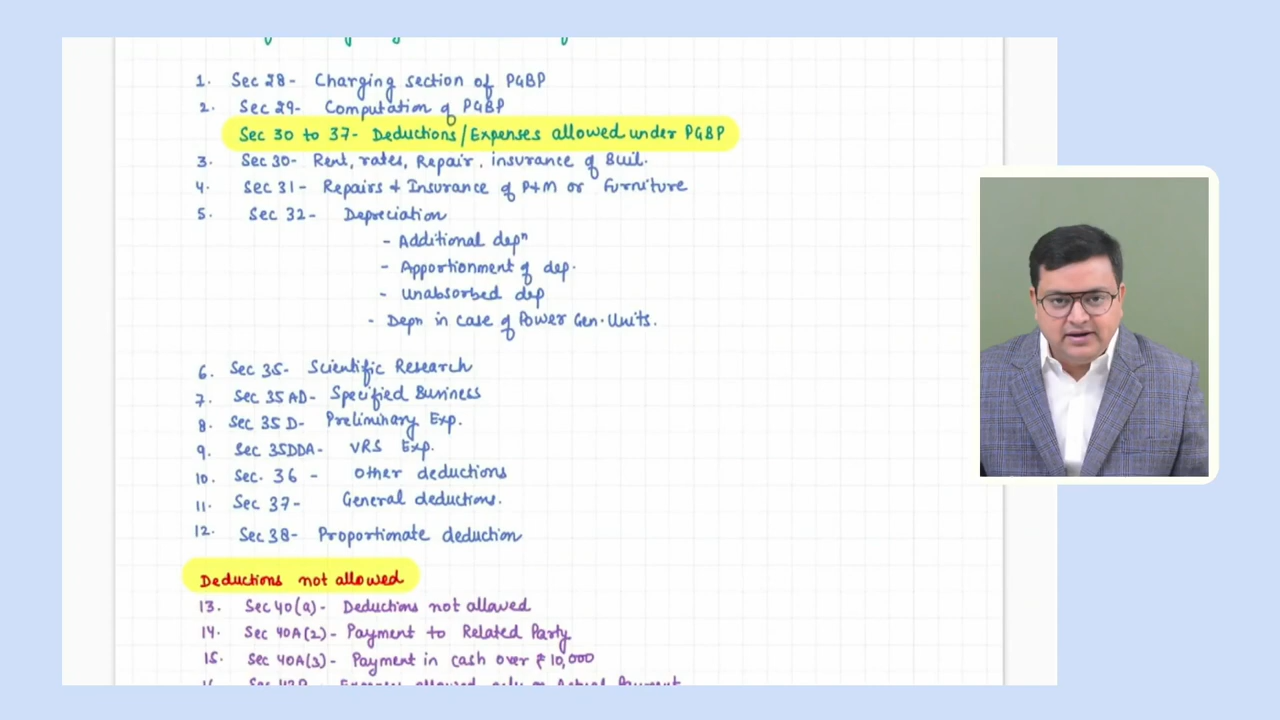 1. Sec 28- Charging section of PGBP
2. Sec 29- Computation of PGBP
Sec 30 to 37- Deductions/Expenses allowed under PGBP
3. Sec 30- Rent, rates, Repair, insurance of Buil.
4. Sec 31- Repairs & Insurance of P+M or Furniture
5. Sec 32- Depreciation
- Additional depⁿ
- Apportionment of dep.
- Unabsorbed dep
- Depn in case of Power Gen. Units.
6. Sec 35- Scientific Research
7. Sec 35 AD- Specified Business
8. Sec 35 D- Preliminary Exp.
9. Sec 35DDA- VRS Exp.
10. Sec. 36 - Other deductions
11. Sec 37- General deductions.
12. Sec 38- Proportionate deduction
Deductions not allowed
13. Sec 40(a)- Deductions not allowed
14. Sec 40A(2)- Payment to Related Party
15. Sec 40A(3)- Payment in cash over ₹ 10,000